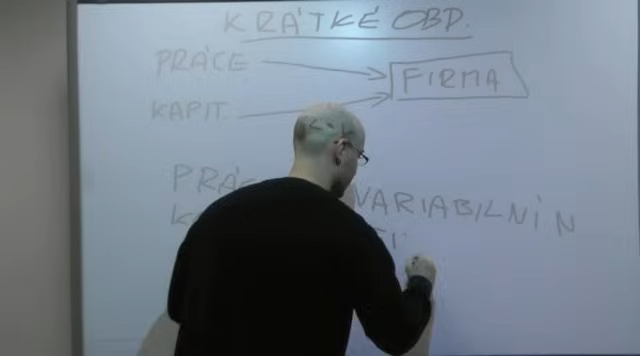 KRÁTKÉ OBD.
PRÁCE FIRMA
KAPIT.
VARIABILNÍ N